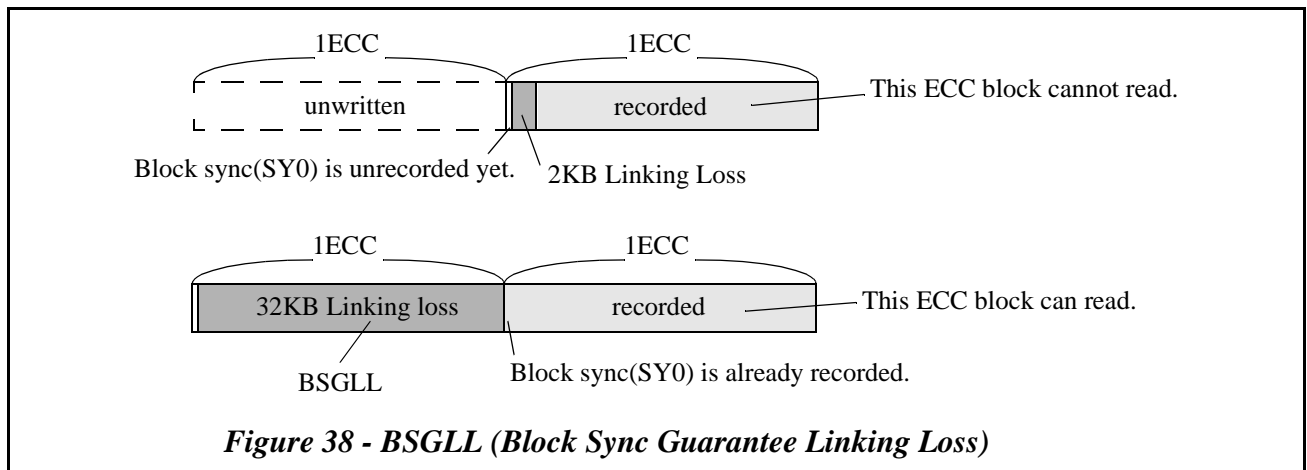 1ECC 1ECC
unwritten recorded This ECC block cannot read.
Block sync(SY0) is unrecorded yet. 2KB Linking Loss
1ECC 1ECC
32KB Linking loss recorded This ECC block can read.
BSGLL Block sync(SY0) is already recorded.
Figure 38 - BSGLL (Block Sync Guarantee Linking Loss)